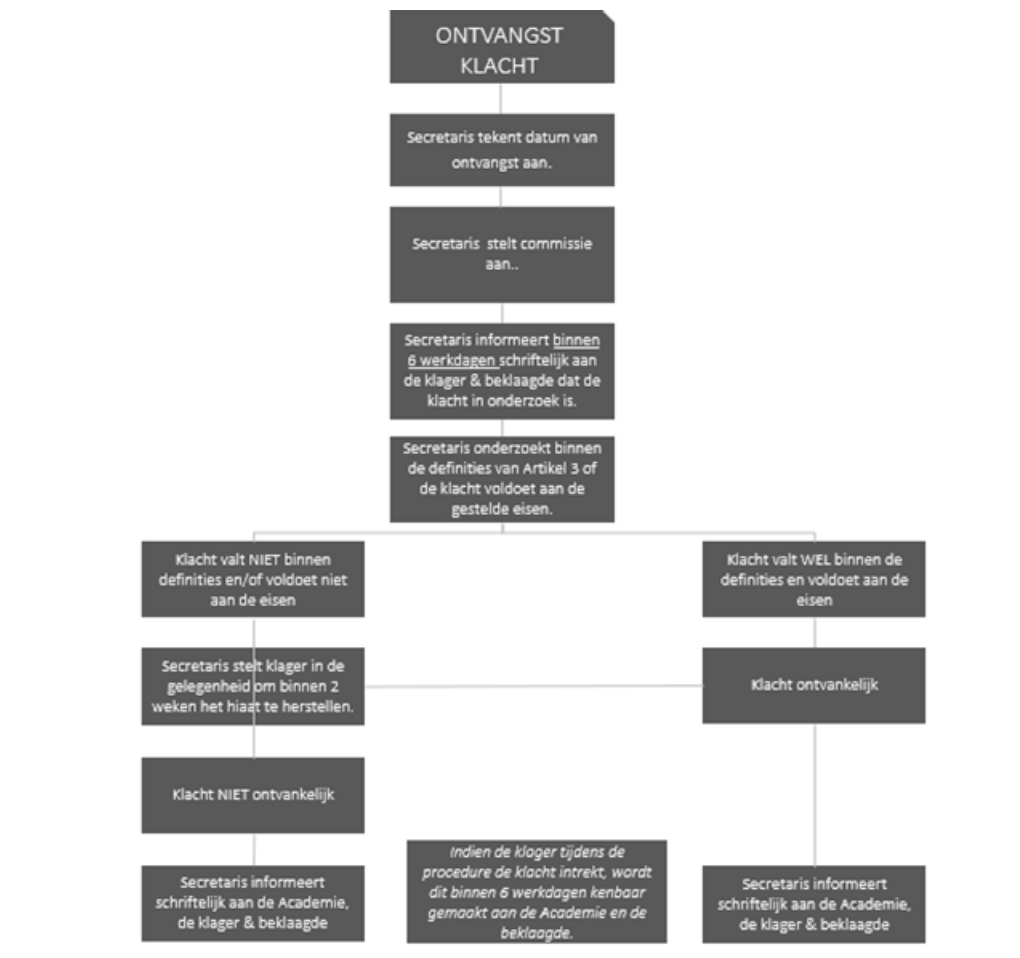 ONTVANGST
KLACHT
Secretaris tekent datum van
ontvangst aan.
Secretaris stelt commissie
aan..
Secretaris informeert binnen
6 werkdagen schriftelijk aan
de klager & beklaagde dat de
klacht in onderzoek is.
Secretaris onderzoekt binnen
de definities van Artikel 3 of
de klacht voldoet aan de
gestelde eisen.
Klacht valt NIET binnen
definities en/of voldoet niet
aan de eisen
Klacht valt WEL binnen de
definities en voldoet aan de
eisen
Secretaris stelt klager in de
gelegenheid om binnen 2
weken het hiaat te herstellen.
Klacht ontvankelijk
Klacht NIET ontvankelijk
Secretaris informeert
schriftelijk aan de Academie,
de klager & beklaagde
Indien de klager tijdens de
procedure de klacht intrekt, wordt
dit binnen 6 werkdagen kenbaar
gemaakt aan de Academie en de
beklaagde.
Secretaris informeert
schriftelijk aan de Academie,
de klager & beklaagde